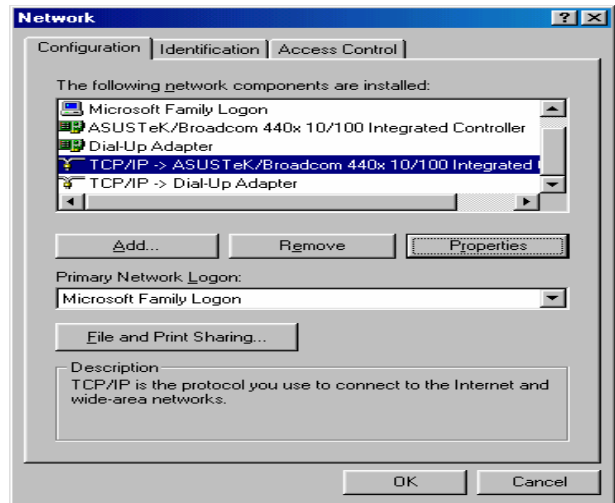 Network
Configuration Identification Access Control
The following network components are installed:
Microsoft Family Logon
ASUSTeK/Broadcom 440x 10/100 Integrated Controller
Dial-Up Adapter
TCP/IP -> ASUSTeK/Broadcom 440x 10/100 Integrated
TCP/IP -> Dial-Up Adapter
Add... Remove Properties
Primary Network Logon:
Microsoft Family Logon
File and Print Sharing...
Description
TCP/IP is the protocol you use to connect to the Internet and
wide-area networks.
OK Cancel